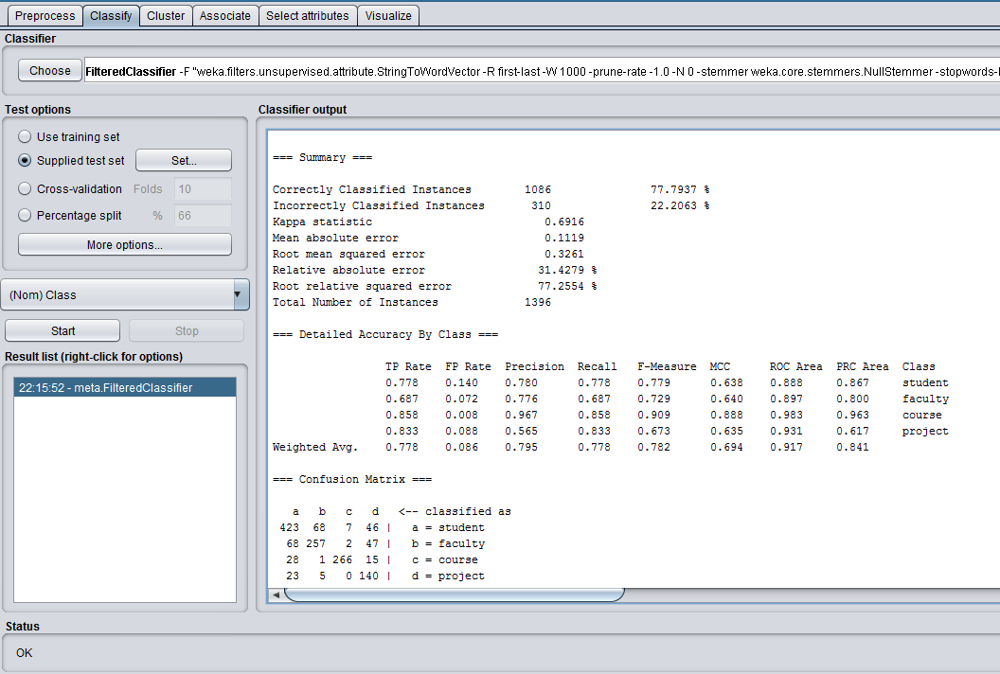 Preprocess Classify Cluster Associate Select attributes Visualize
Classifier
Choose FilteredClassifier -F "weka.filters.unsupervised.attribute.StringToWordVector -R first-last -W 1000 -prune-rate -1.0 -N 0 -stemmer weka.core.stemmers.NullStemmer -stopwords-
Test options
Use training set
Supplied test set Set...
Cross-validation Folds 10
Percentage split % 66
More options...
(Nom) Class
Start Stop
Result list (right-click for options)
22:15:52 - meta.FilteredClassifier
Classifier output
=== Summary ===
Correctly Classified Instances 1086 77.7937 %
Incorrectly Classified Instances 310 22.2063 %
Kappa statistic 0.6916
Mean absolute error 0.1119
Root mean squared error 0.3261
Relative absolute error 31.4279 %
Root relative squared error 77.2554 %
Total Number of Instances 1396
=== Detailed Accuracy By Class ===
TP Rate FP Rate Precision Recall F-Measure MCC ROC Area PRC Area Class
0.778 0.140 0.780 0.778 0.779 0.638 0.888 0.867 student
0.687 0.072 0.776 0.687 0.729 0.640 0.897 0.800 faculty
0.858 0.008 0.967 0.858 0.909 0.888 0.983 0.963 course
0.833 0.088 0.565 0.833 0.673 0.635 0.931 0.617 project
Weighted Avg. 0.778 0.086 0.795 0.778 0.782 0.694 0.917 0.841
=== Confusion Matrix ===
a b c d <-- classified as
423 68 7 46 | a = student
68 257 2 47 | b = faculty
28 1 266 15 | c = course
23 5 0 140 | d = project
Status
OK